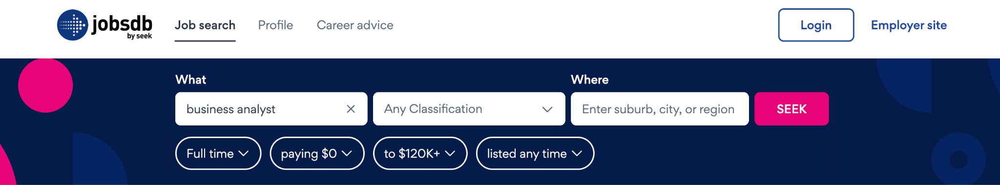 jobsdb
by seek
Job search
Profile
Career advice
Login
Employer site
What
Where
business analyst
Any Classification
Enter suburb, city, or region
SEEK
Full time
paying $0
to $120K+
listed any time